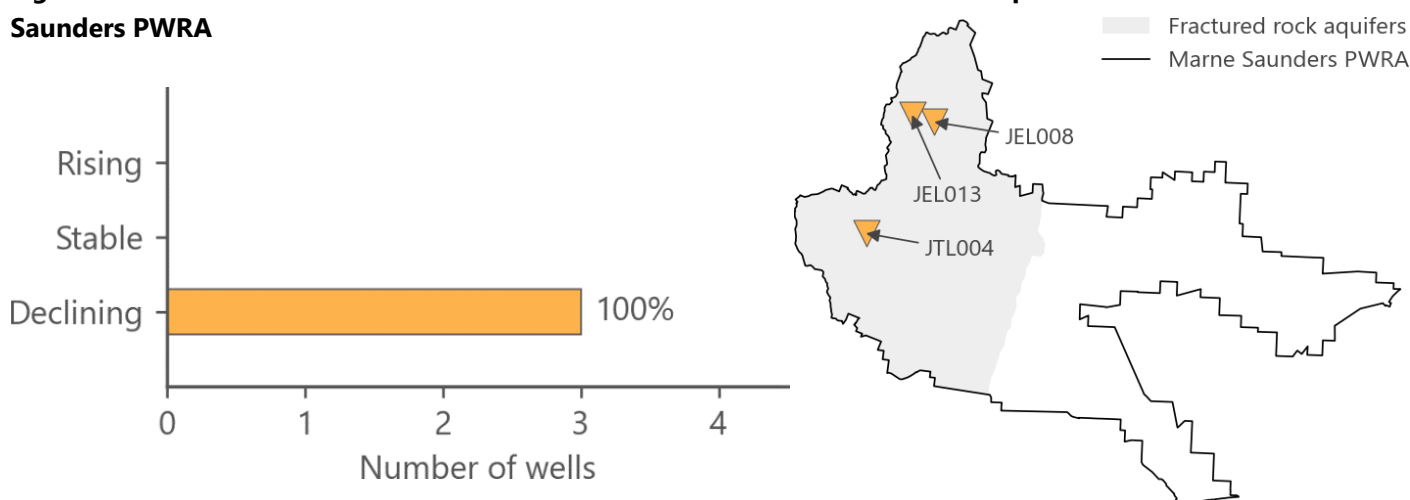 Saunders PWRA
Rising
Stable
Declining
100%
0 1 2 3 4
Number of wells
Fractured rock aquifers
Marne Saunders PWRA
JEL008
JEL013
JTL004